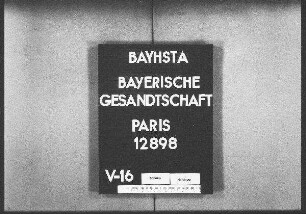 BAYHSTA
BAYERISCHE
GESANDTSCHAFT
PARIS
12898
V-16